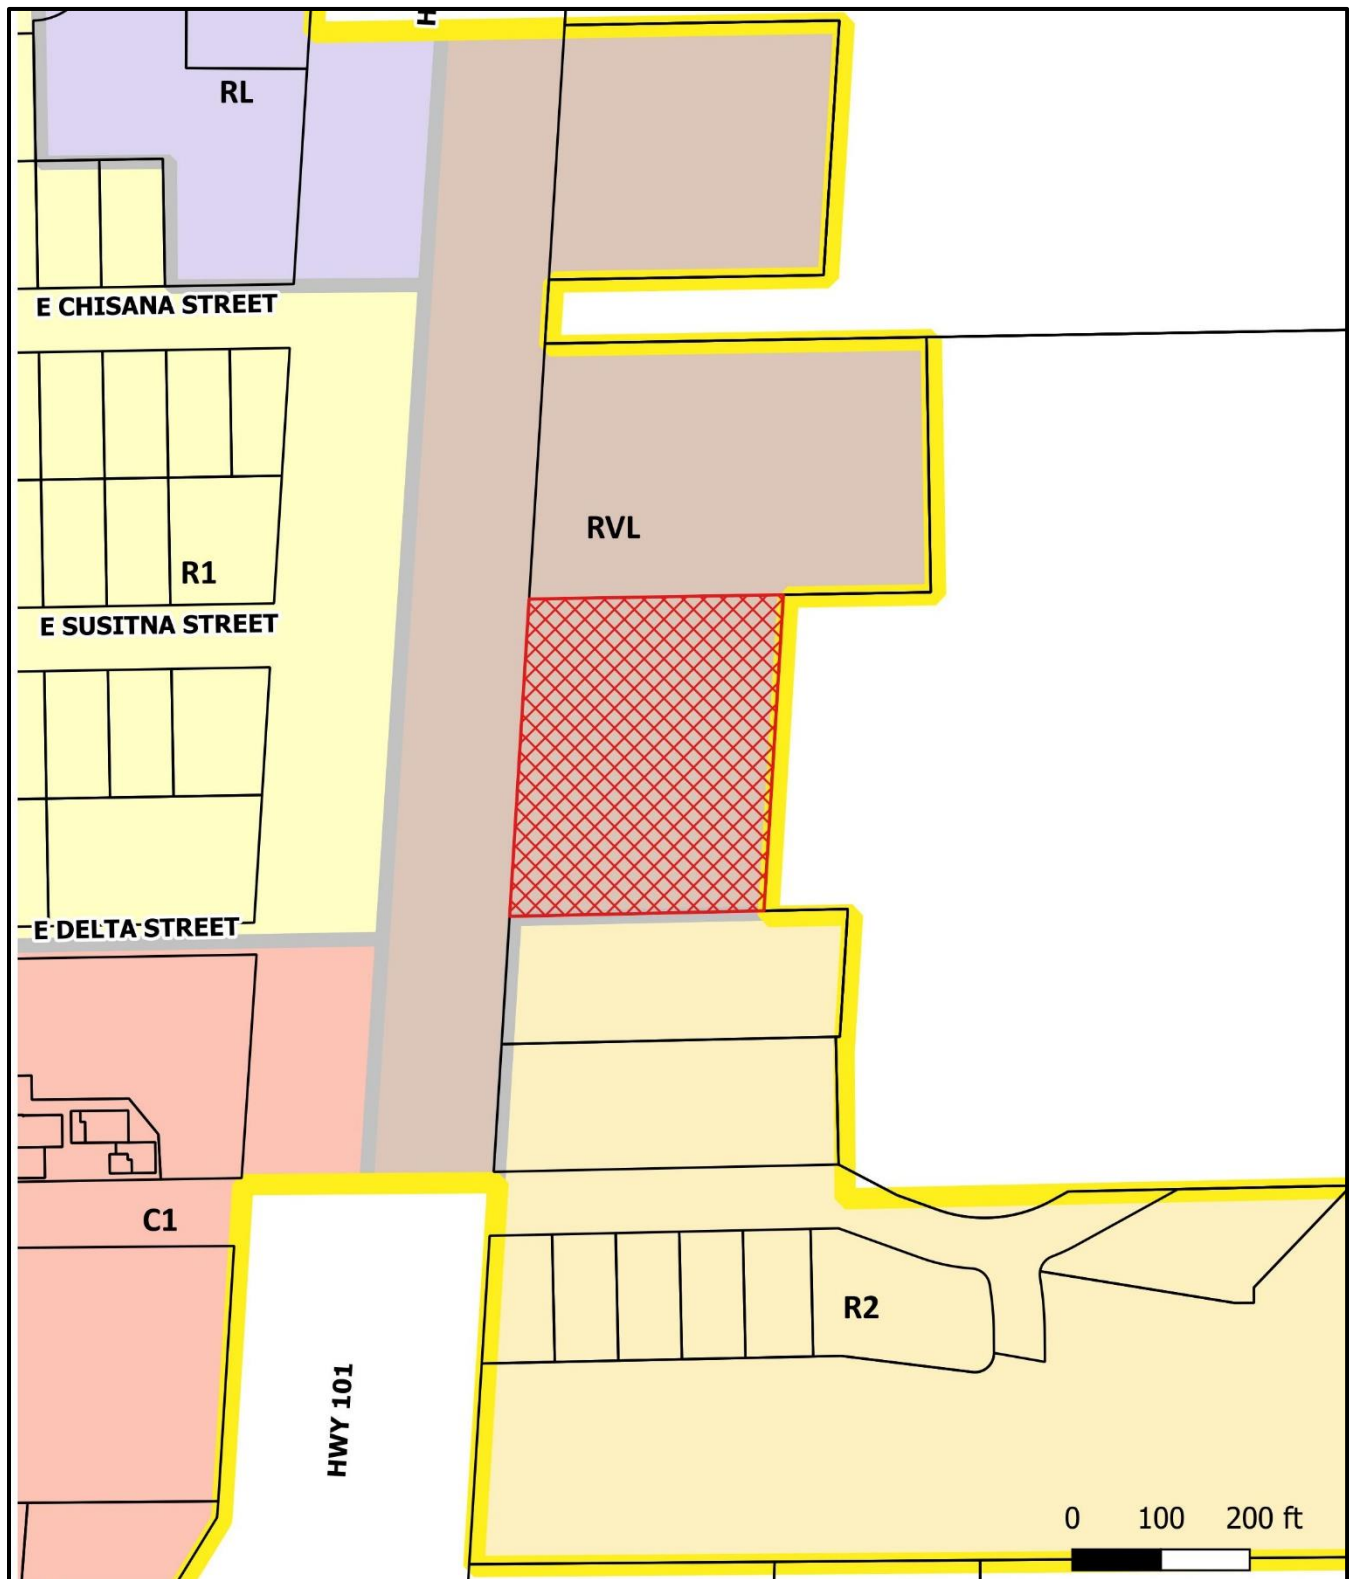 H
RL
E CHISANA STREET
RVL
R1
E SUSITNA STREET
E DELTA STREET
C1
R2
HWY 101
0 100 200 ft